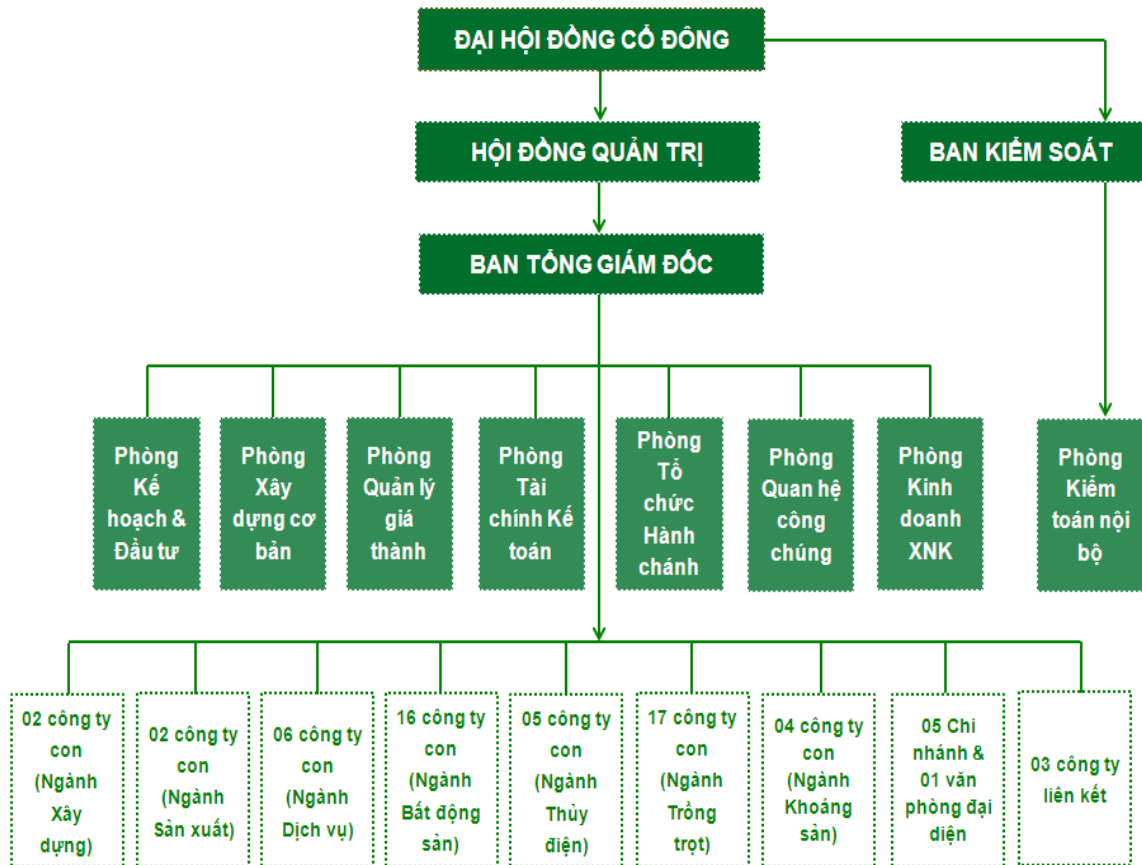 ĐẠI HỘI ĐỒNG CỔ ĐÔNG
HỘI ĐỒNG QUẢN TRỊ
BAN KIỂM SOÁT
BAN TỔNG GIÁM ĐỐC
Phòng
Kế
hoạch &
Đầu tư
Phòng
Xây
dựng cơ
bản
Phòng
Quản lý
giá
thành
Phòng
Tài
chính Kế
toán
Phòng
Tổ
chức
Hành
chánh
Phòng
Quan hệ
công
chúng
Phòng
Kinh
doanh
XNK
Phòng
Kiểm
toán nội
bộ
02 công ty
con
(Ngành
Xây
dựng)
02 công ty
con
(Ngành
Sản xuất)
06 công ty
con
(Ngành
Dịch vụ)
16 công ty
con
(Ngành
Bất động
sản)
05 công ty
con
(Ngành
Thủy
điện)
17 công ty
con
(Ngành
Trồng
trọt)
04 công ty
con
(Ngành
Khoáng
sản)
05 Chi
nhánh &
01 văn
phòng đại
diện
03 công ty
liên kết